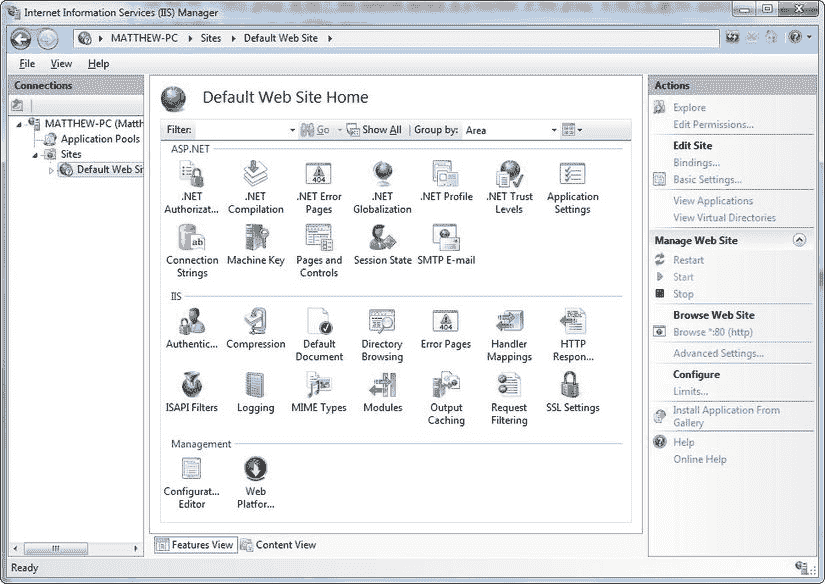 Internet Information Services (IIS) Manager
MATTHEW-PC
Sites
Default Web Site
File View Help
Connections
MATTHEW-PC (Matth
Application Pools
Sites
Default Web Si
Default Web Site Home
Filter:
Go
Show All
Group by: Area
ASP.NET
.NET Authorizat...
.NET Compilation
.NET Error Pages
.NET Globalization
.NET Profile
.NET Trust Levels
Application Settings
Connection Strings
Machine Key
Pages and Controls
Session State
SMTP E-mail
IIS
Authentic...
Compression
Default Document
Directory Browsing
Error Pages
Handler Mappings
HTTP Respon...
ISAPI Filters
Logging
MIME Types
Modules
Output Caching
Request Filtering
SSL Settings
Management
Configurat... Editor
Web Platfor...
Features View
Content View
Actions
Explore
Edit Permissions...
Edit Site
Bindings...
Basic Settings...
View Applications
View Virtual Directories
Manage Web Site
Restart
Start
Stop
Browse Web Site
Browse *:80 (http)
Advanced Settings...
Configure
Limits...
Install Application From
Gallery
Help
Online Help
Ready